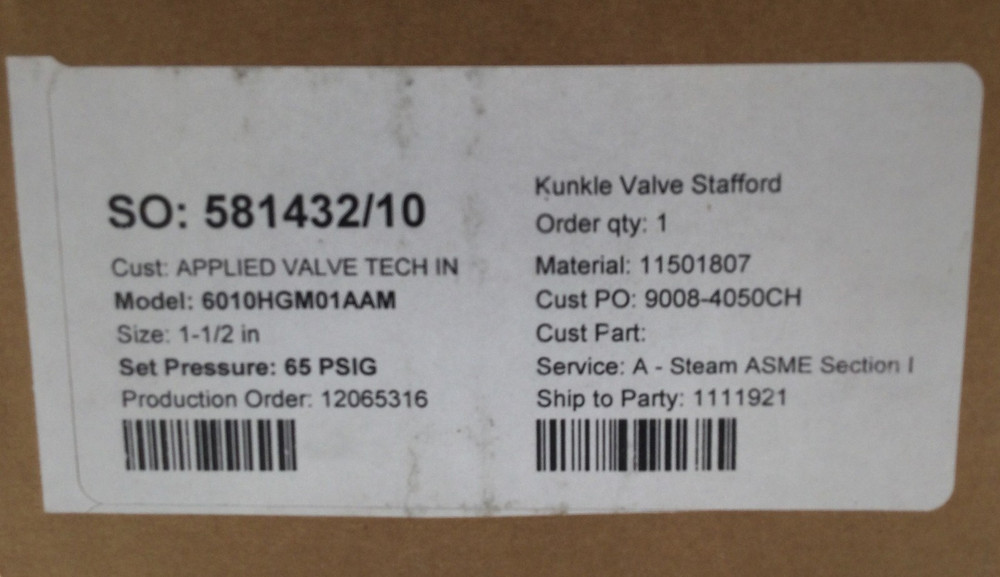 SO: 581432/10
Cust: APPLIED VALVE TECH IN
Model: 6010HGM01AAM
Size: 1-1/2 in
Set Pressure: 65 PSIG
Production Order: 12065316
Kunkle Valve Stafford
Order qty: 1
Material: 11501807
Cust PO: 9008-4050CH
Cust Part:
Service: A - Steam ASME Section I
Ship to Party: 1111921